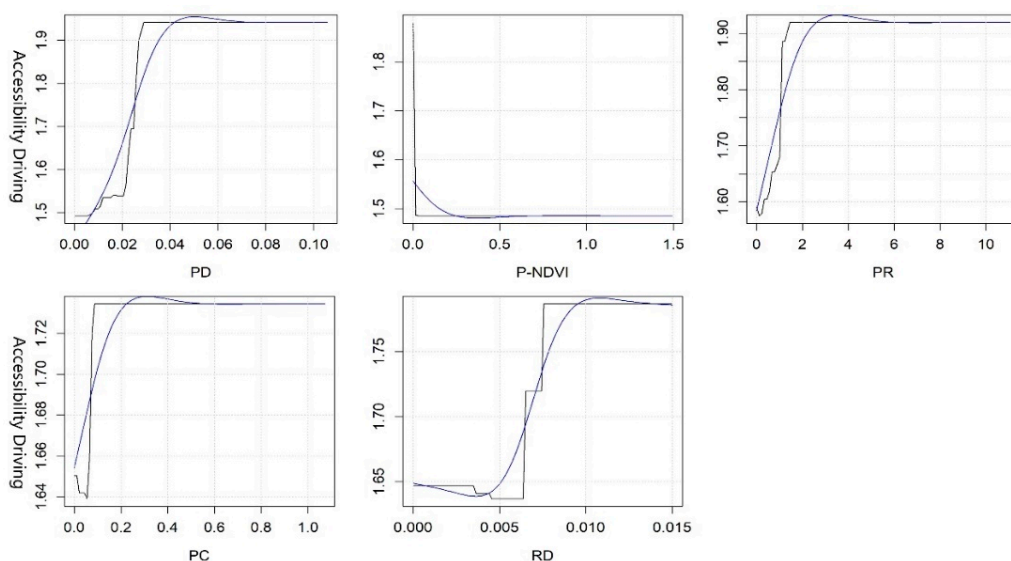 Accessibility Driving
1.5 1.6 1.7 1.8 1.9
0.00 0.02 0.04 0.06 0.08 0.10
PD
1.5 1.6 1.7 1.8
0.0 0.5 1.0 1.5
P-NDVI
1.60 1.70 1.80 1.90
0 2 4 6 8 10
PR
Accessibility Driving
1.64 1.66 1.68 1.70 1.72
0.0 0.2 0.4 0.6 0.8 1.0
PC
1.65 1.70 1.75
0.000 0.005 0.010 0.015
RD